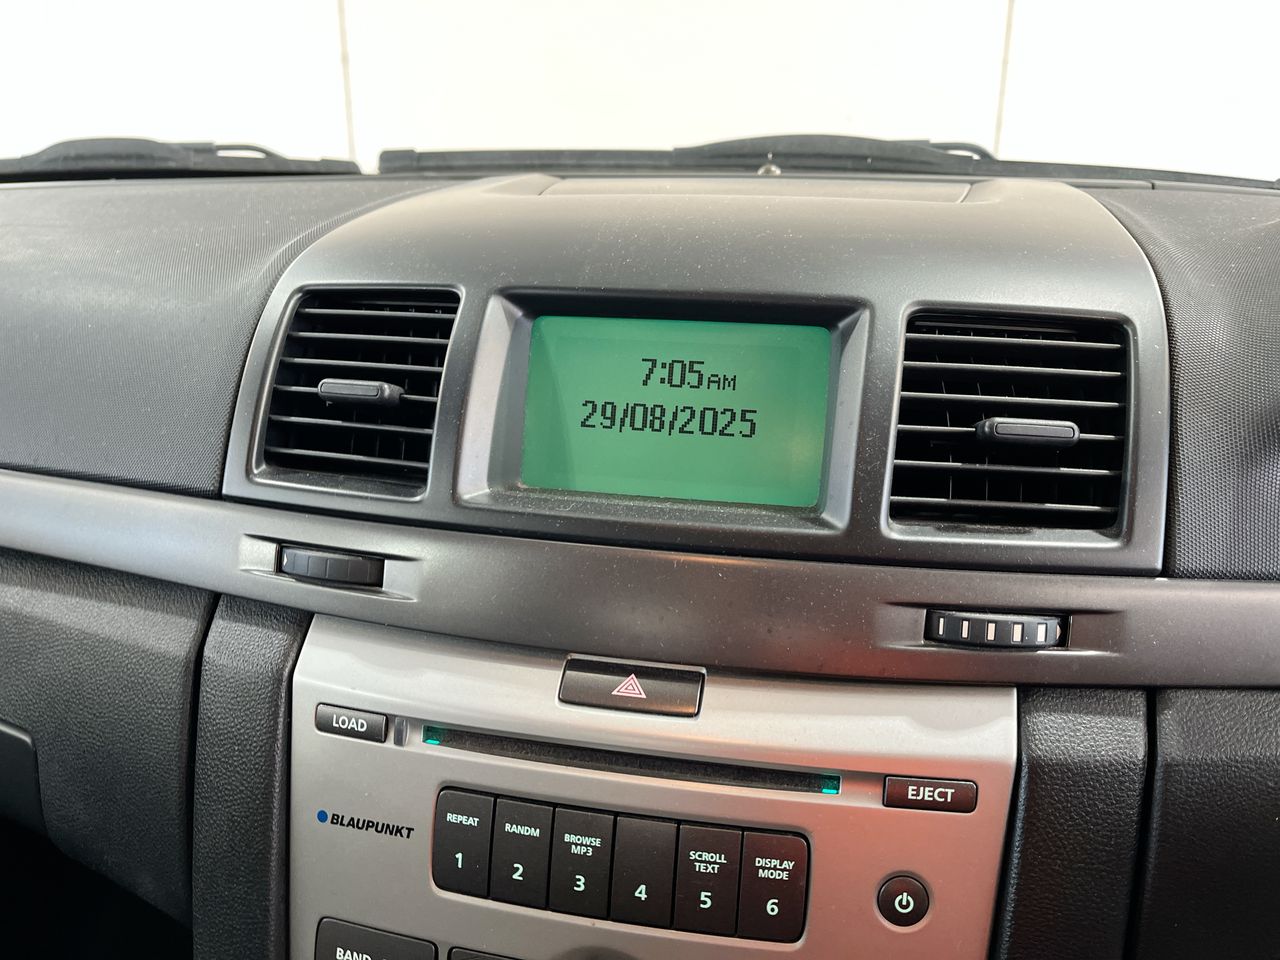 7:05AM
29/08/2025
LOAD
EJECT
BLAUPUNKT
REPEAT
1
RANDM
2
BROWSE
MP3
3
4
SCROLL
TEXT
5
DISPLAY
MODE
6
BAND